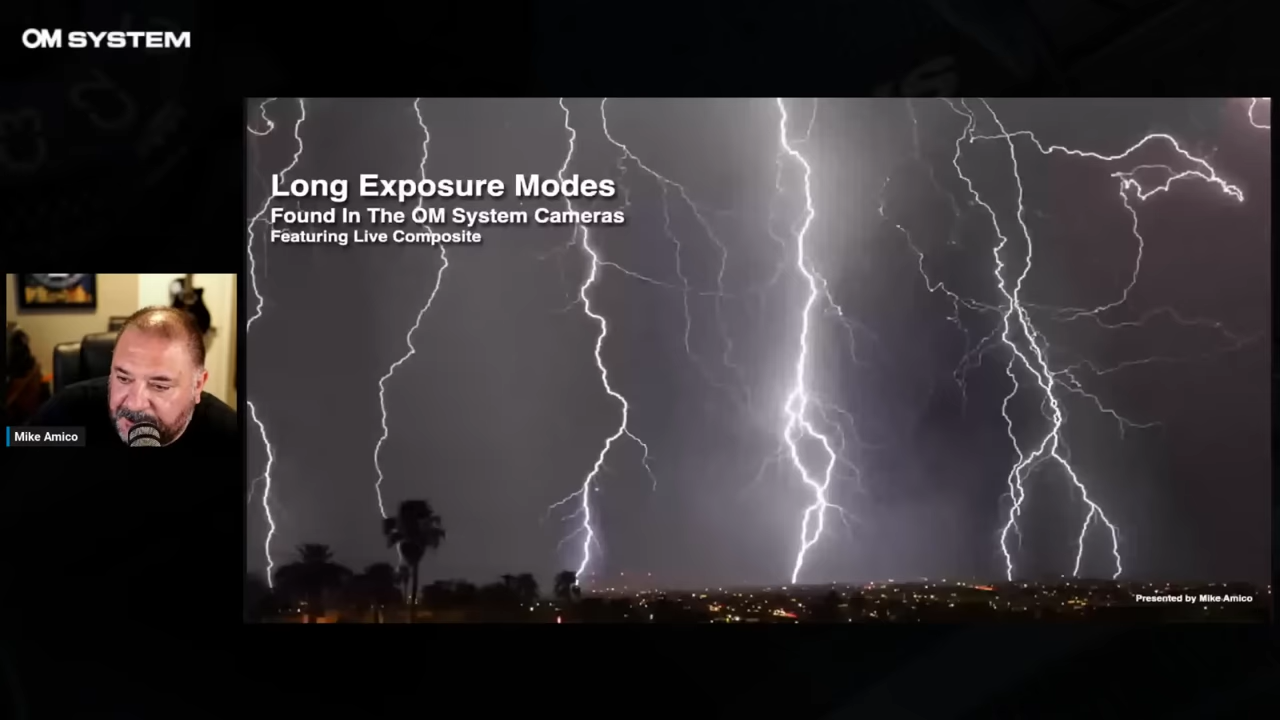 OM SYSTEM
Long Exposure Modes
Found In The OM System Cameras
Featuring Live Composite
Mike Amico
Presented by Mike Amico